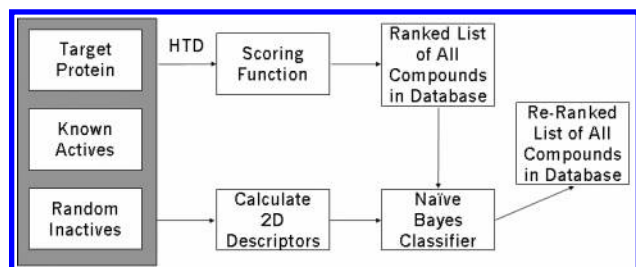 Target
Protein
Known
Actives
Random
Inactives
HTD
Scoring
Function
Ranked List
of All
Compounds
in Database
Calculate
2D
Descriptors
Naïve
Bayes
Classifier
Re-Ranked
List of All
Compounds
in Database